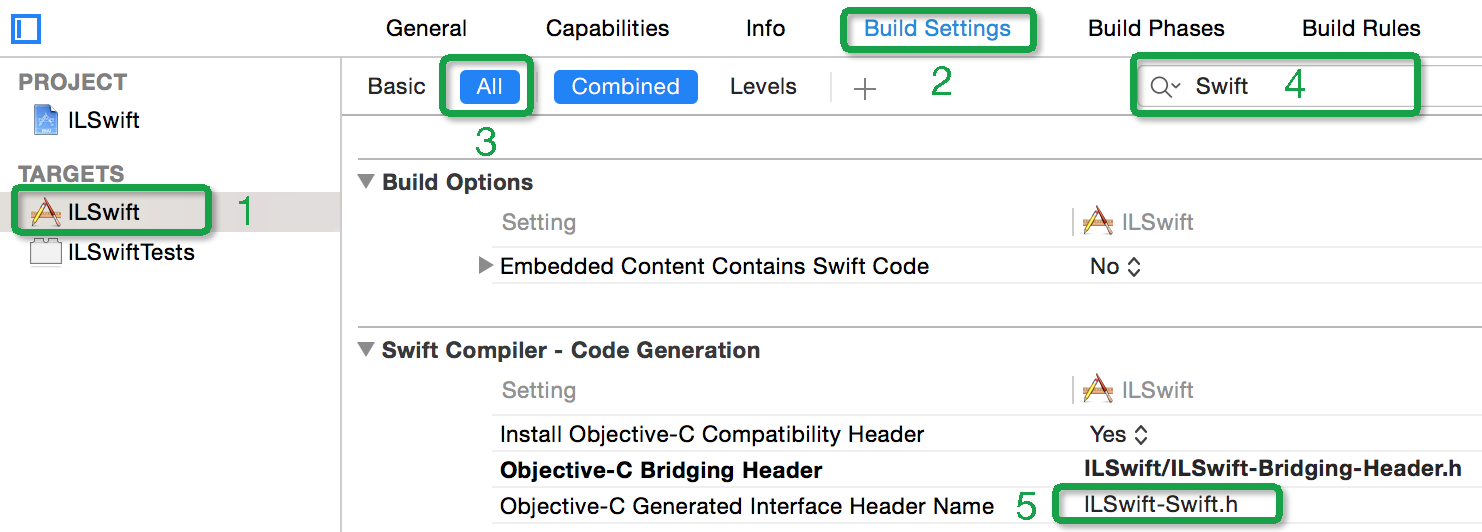 General Capabilities Info Build Settings Build Phases Build Rules
PROJECT
ILSwift
TARGETS
ILSwift 1
ILSwiftTests
Basic All Combined Levels + 2 Swift 4
3
Build Options
Setting ILSwift
Embedded Content Contains Swift Code No
Swift Compiler - Code Generation
Setting ILSwift
Install Objective-C Compatibility Header Yes
Objective-C Bridging Header ILSwift/ILSwift-Bridging-Header.h
Objective-C Generated Interface Header Name 5 ILSwift-Swift.h